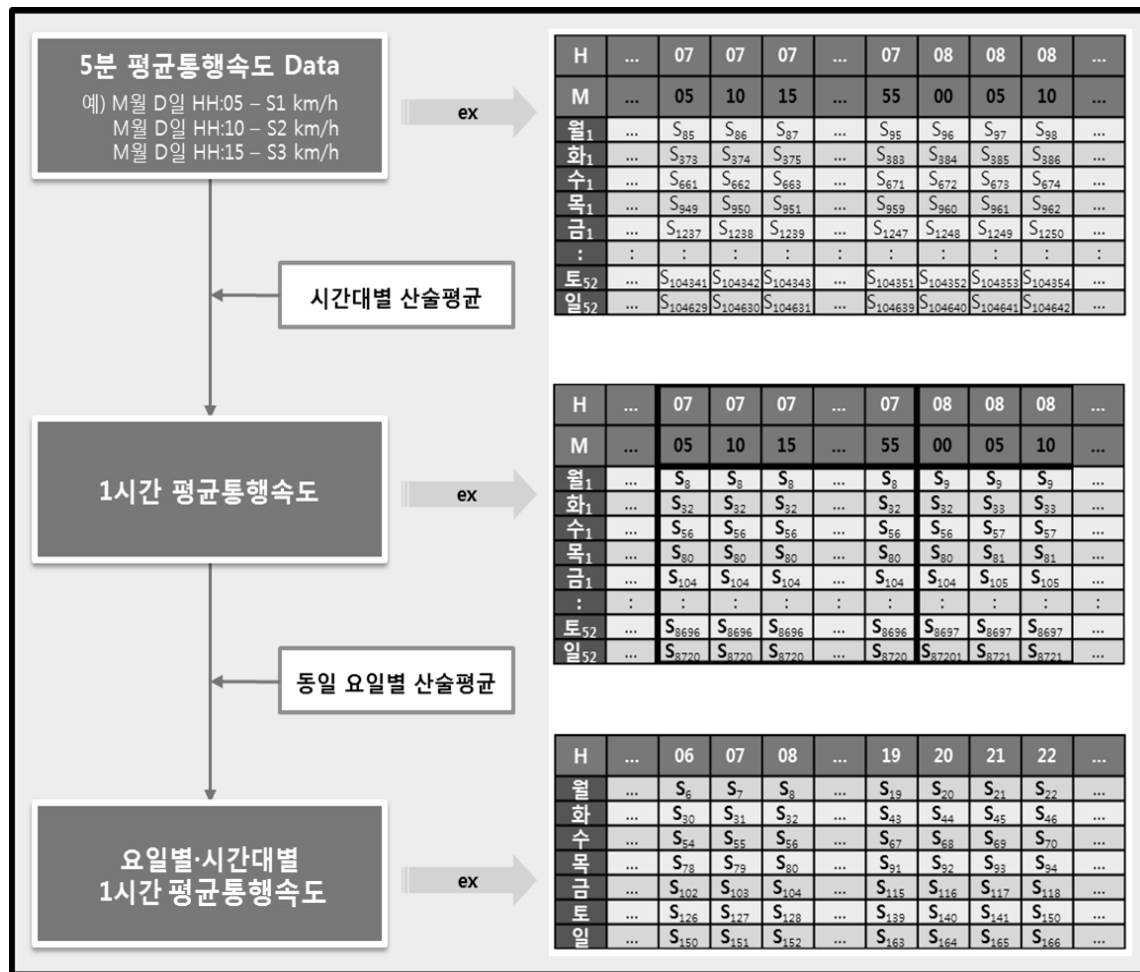 5분 평균통행속도 Data
예) M월 D일 HH:05 – S1 km/h
M월 D일 HH:10 – S2 km/h
M월 D일 HH:15 – S3 km/h
ex
H ... 07 07 07 ... 07 08 08 08 ...
M ... 05 10 15 ... 55 00 05 10 ...
월1 ... S85 S86 S87 ... S95 S96 S97 S98 ...
화1 ... S373 S374 S375 ... S383 S384 S385 S386 ...
수1 ... S661 S662 S663 ... S671 S672 S673 S674 ...
목1 ... S949 S950 S951 ... S959 S960 S961 S962 ...
금1 ... S1237 S1238 S1239 ... S1247 S1248 S1249 S1250 ...
: : : : : : : : : :
토52 ... S104341 S104342 S104343 ... S104351 S104352 S104353 S104354 ...
일52 ... S104629 S104630 S104631 ... S104639 S104640 S104641 S104642 ...
시간대별 산술평균
1시간 평균통행속도
ex
H ... 07 07 07 ... 07 08 08 08 ...
M ... 05 10 15 ... 55 00 05 10 ...
월1 ... S8 S8 S8 ... S8 S9 S9 S9 ...
화1 ... S32 S32 S32 ... S32 S32 S33 S33 ...
수1 ... S56 S56 S56 ... S56 S56 S57 S57 ...
목1 ... S80 S80 S80 ... S80 S80 S81 S81 ...
금1 ... S104 S104 S104 ... S104 S104 S105 S105 ...
: : : : : : : : : :
토52 ... S8696 S8696 S8696 ... S8696 S8697 S8697 S8697 ...
일52 ... S8720 S8720 S8720 ... S8720 S87201 S8721 S8721 ...
동일 요일별 산술평균
요일별·시간대별
1시간 평균통행속도
ex
H ... 06 07 08 ... 19 20 21 22 ...
월 ... S6 S7 S8 ... S19 S20 S21 S22 ...
화 ... S30 S31 S32 ... S43 S44 S45 S46 ...
수 ... S54 S55 S56 ... S67 S68 S69 S70 ...
목 ... S78 S79 S80 ... S91 S92 S93 S94 ...
금 ... S102 S103 S104 ... S115 S116 S117 S118 ...
토 ... S126 S127 S128 ... S139 S140 S141 S150 ...
일 ... S150 S151 S152 ... S163 S164 S165 S166 ...